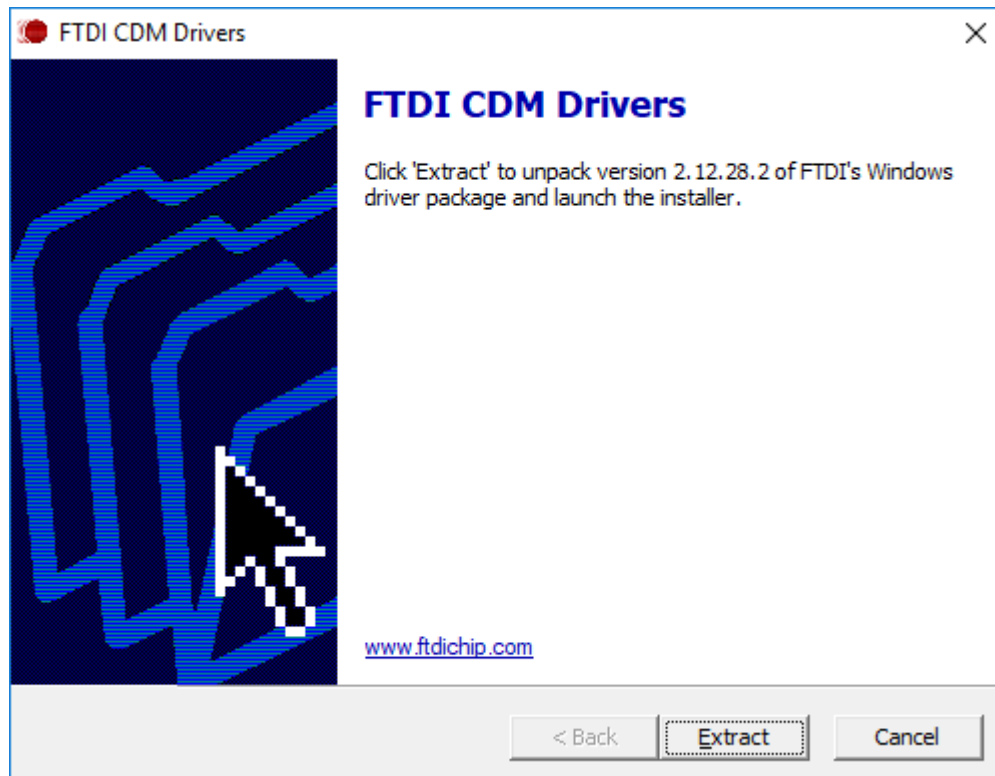 FTDI CDM Drivers
FTDI CDM Drivers
Click 'Extract' to unpack version 2.12.28.2 of FTDI's Windows
driver package and launch the installer.
www.ftdichip.com
< Back
Extract
Cancel